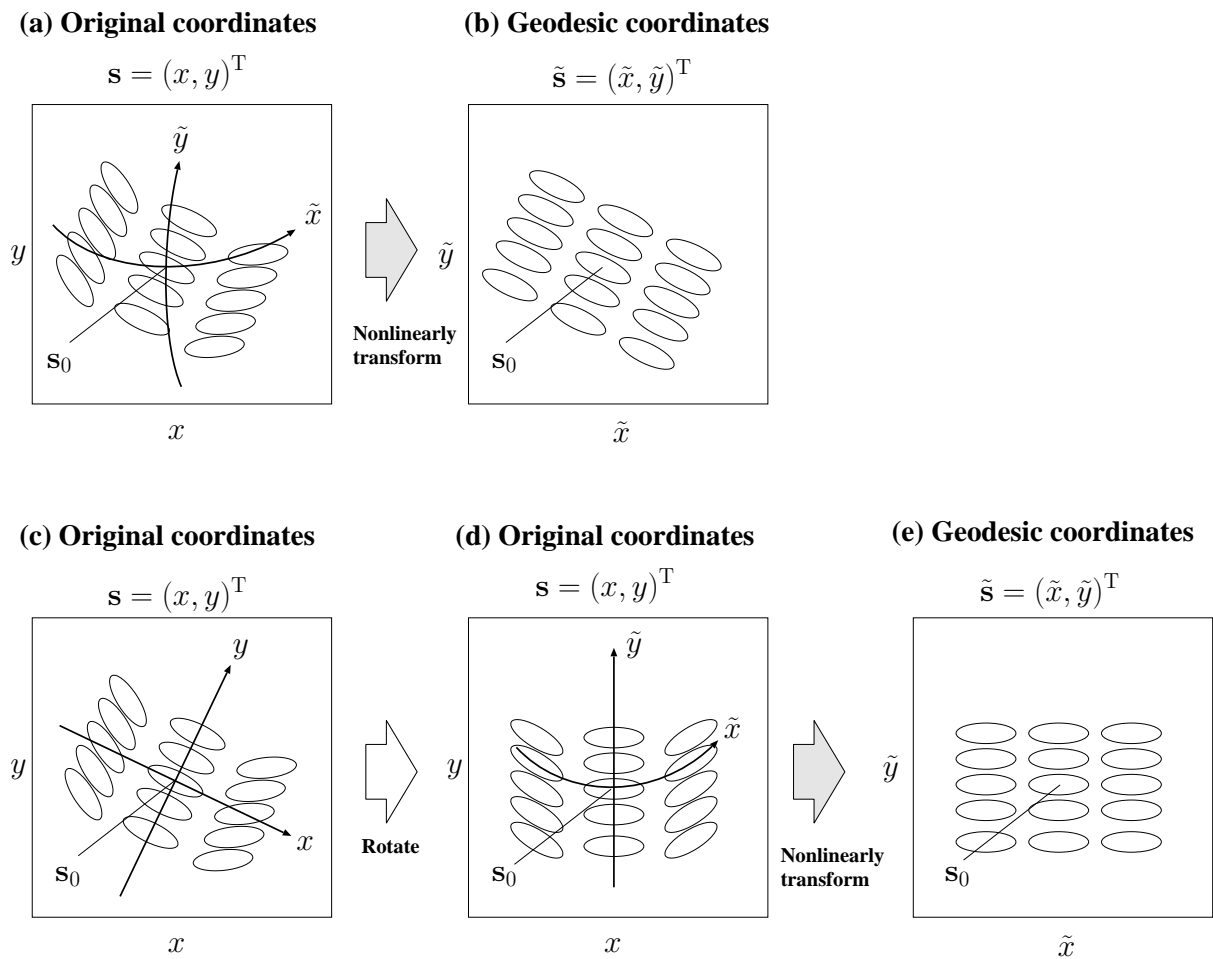 (a) Original coordinates
s = (x, y)^T
ỹ
x̃
y
s₀
x
Nonlinearly
transform
(b) Geodesic coordinates
s̃ = (x̃, ỹ)^T
ỹ
s₀
x̃
(c) Original coordinates
s = (x, y)^T
y
y
x
s₀
x
Rotate
(d) Original coordinates
s = (x, y)^T
ỹ
x̃
y
s₀
x
Nonlinearly
transform
(e) Geodesic coordinates
s̃ = (x̃, ỹ)^T
ỹ
s₀
x̃